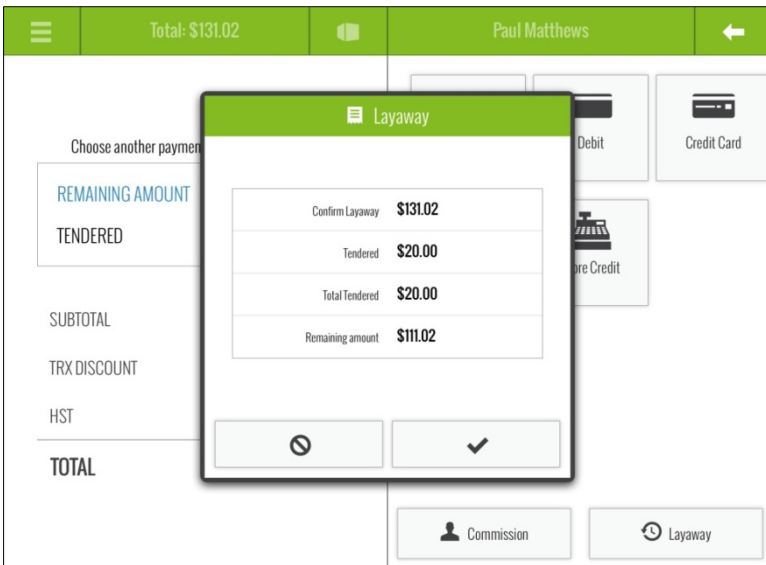 Total: $131.02
Paul Matthews
Layaway
Choose another paymen
REMAINING AMOUNT
TENDERED
SUBTOTAL
TRX DISCOUNT
HST
TOTAL
Confirm Layaway $131.02
Tendered $20.00
Total Tendered $20.00
Remaining amount $111.02
Debit
Credit Card
ore Credit
Commission
Layaway